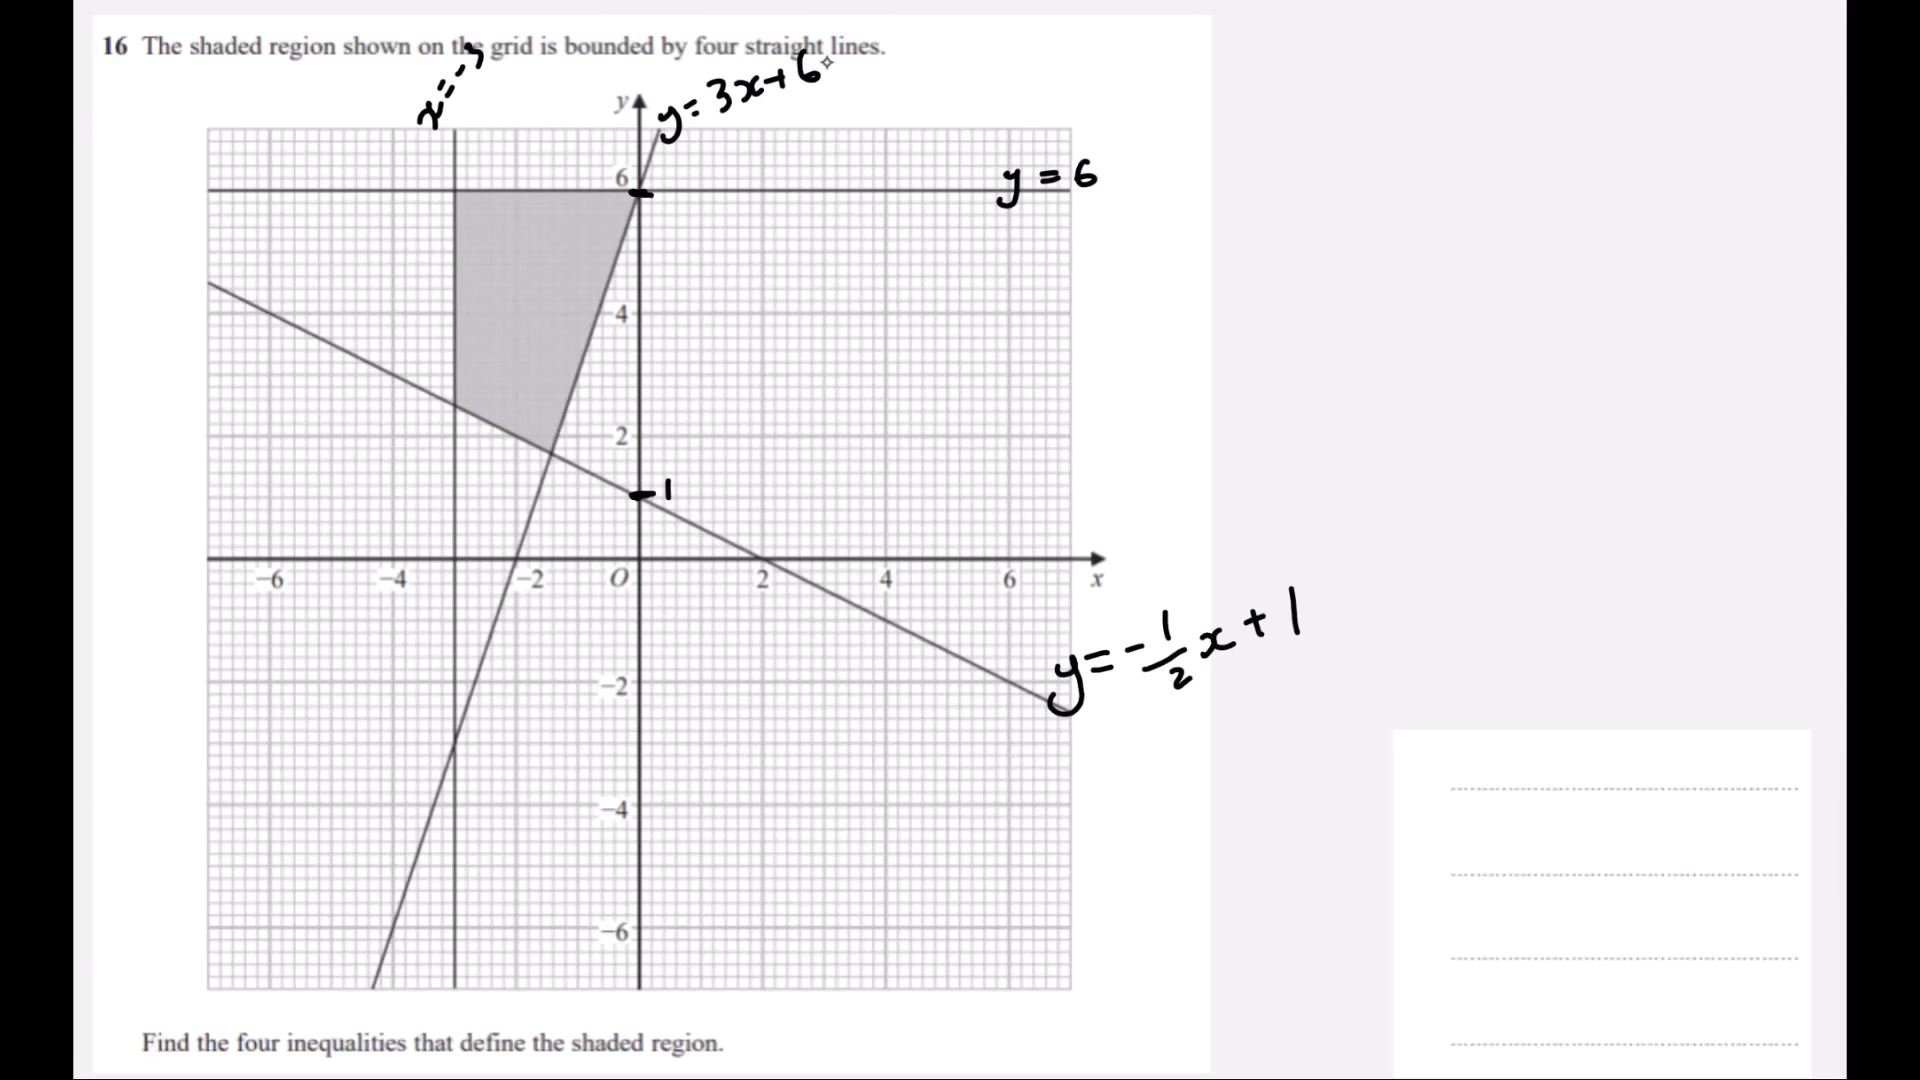 16 The shaded region shown on the grid is bounded by four straight lines.
x=-3
y
y=3x+6
6
y=6
4
2
1
-6 -4 -2 O 2 4 6 x
y=-1/2x+1
-2
-4
-6
Find the four inequalities that define the shaded region.